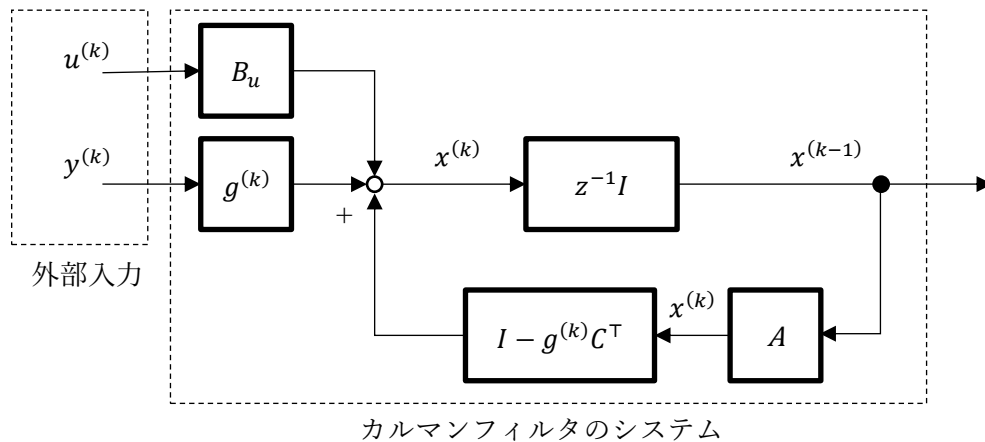 u^{(k)}
B_u
y^{(k)}
g^{(k)}
+
x^{(k)}
z^{-1}I
x^{(k-1)}
外部入力
I − g^{(k)}C^⊤
x^{(k)}
A
カルマンフィルタのシステム